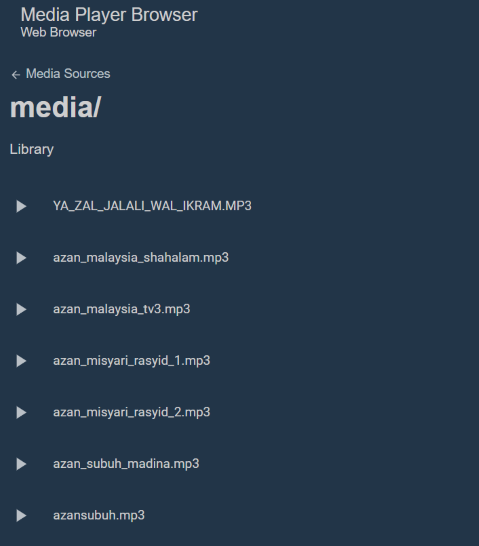 Media Player Browser
Web Browser
← Media Sources
media/
Library
YA_ZAL_JALALI_WAL_IKRAM.MP3
azan_malaysia_shahalam.mp3
azan_malaysia_tv3.mp3
azan_misyari_rasyid_1.mp3
azan_misyari_rasyid_2.mp3
azan_subuh_madina.mp3
azansubuh.mp3